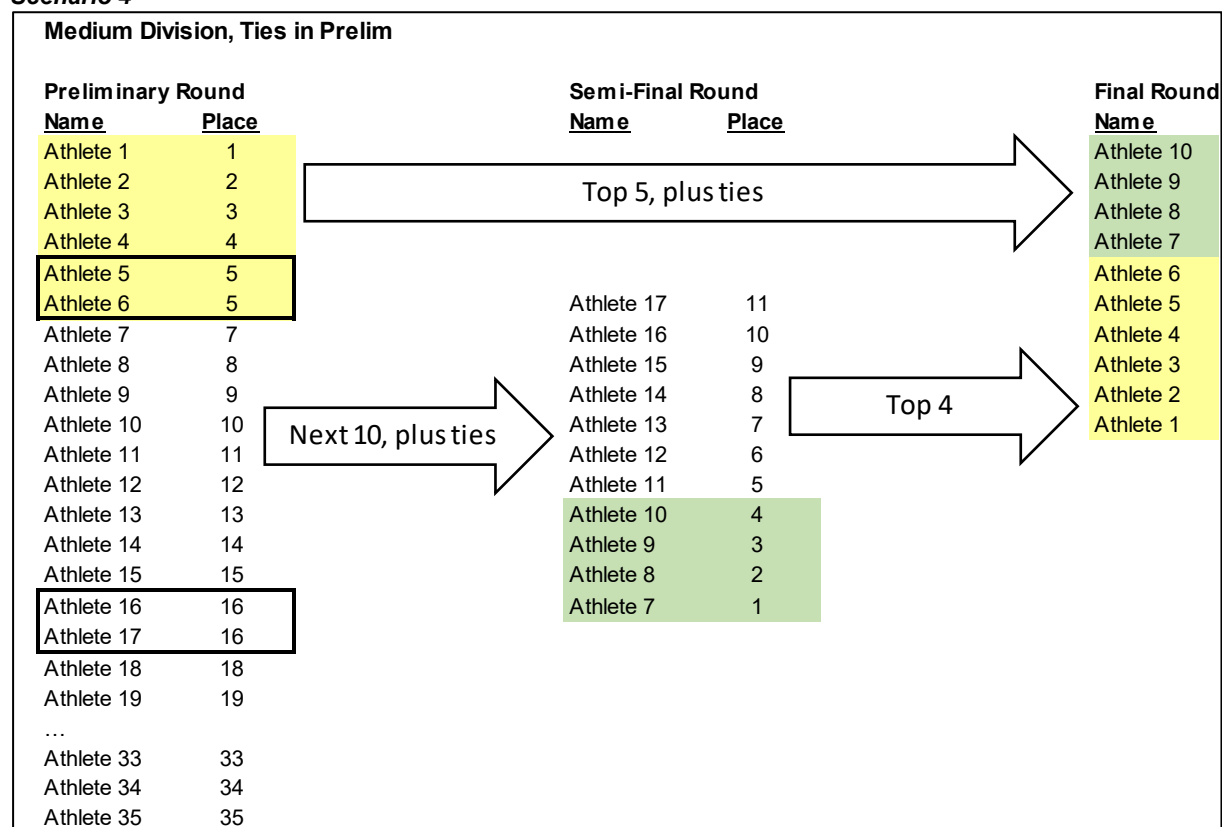 Scenario 4
Medium Division, Ties in Prelim
Preliminary Round Semi-Final Round Final Round
Name Place Name Place Name
Athlete 1 1 Athlete 10
Athlete 2 2 Top 5, plus ties Athlete 9
Athlete 3 3 Athlete 8
Athlete 4 4 Athlete 7
Athlete 5 5 Athlete 6
Athlete 6 5 Athlete 17 11 Athlete 5
Athlete 7 7 Athlete 16 10 Athlete 4
Athlete 8 8 Athlete 15 9 Athlete 3
Athlete 9 9 Athlete 14 8 Top 4 Athlete 2
Athlete 10 10 Next 10, plus ties Athlete 13 7 Athlete 1
Athlete 11 11 Athlete 12 6
Athlete 12 12 Athlete 11 5
Athlete 13 13 Athlete 10 4
Athlete 14 14 Athlete 9 3
Athlete 15 15 Athlete 8 2
Athlete 16 16 Athlete 7 1
Athlete 17 16
Athlete 18 18
Athlete 19 19
…
Athlete 33 33
Athlete 34 34
Athlete 35 35